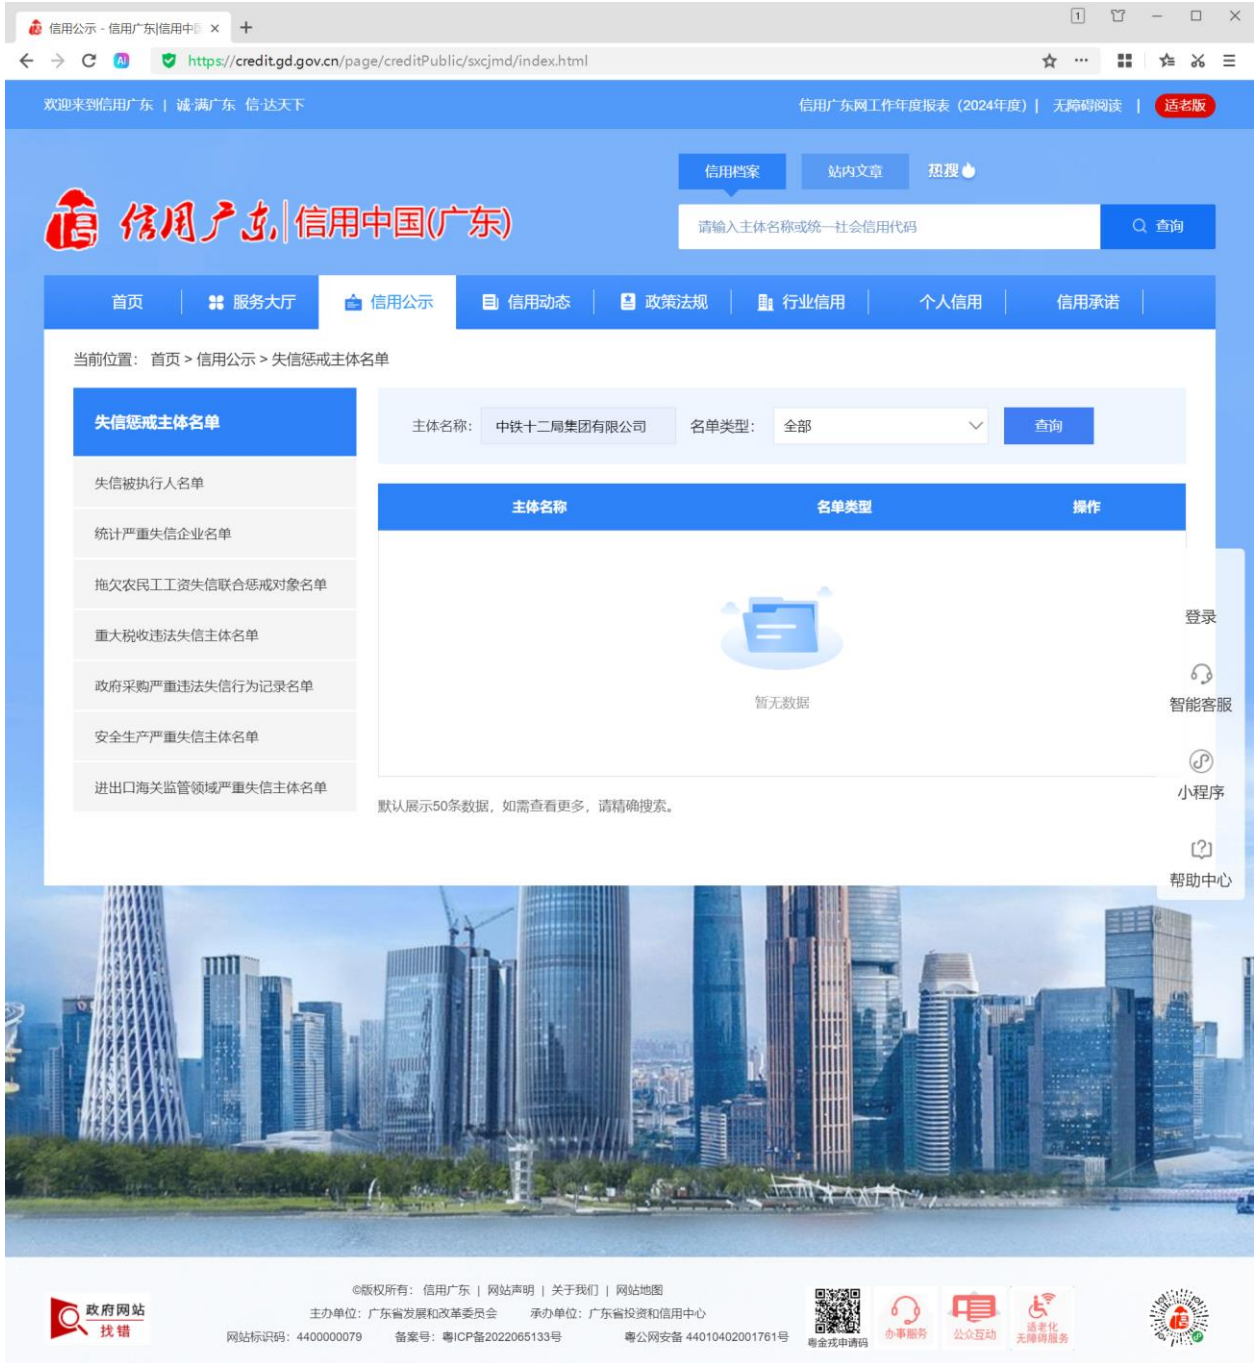 信用公示 - 信用广东|信用中国
1
https://credit.gd.gov.cn/page/creditPublic/sxcjmd/index.html
欢迎来到信用广东 | 诚·满广东 信·达天下
信用广东网工作年度报表（2024年度）| 无障碍阅读 | 适老版
信用档案 站内文章 热搜
信用广东|信用中国(广东)
请输入主体名称或统一社会信用代码
查询
首页 服务大厅 信用公示 信用动态 政策法规 行业信用 个人信用 信用承诺
当前位置： 首页 > 信用公示 > 失信惩戒主体名单
失信惩戒主体名单
主体名称: 中铁十二局集团有限公司 名单类型: 全部 查询
失信被执行人名单
统计严重失信企业名单
拖欠农民工工资失信联合惩戒对象名单
重大税收违法失信主体名单
政府采购严重违法失信行为记录名单
安全生产严重失信主体名单
进出口海关监管领域严重失信主体名单
主体名称 名单类型 操作
暂无数据
默认展示50条数据，如需查看更多，请精确搜索。
登录
智能客服
小程序
帮助中心
政府网站
找错
©版权所有： 信用广东 | 网站声明 | 关于我们 | 网站地图
主办单位：广东省发展和改革委员会 承办单位：广东省投资和信用中心
网站标识码：4400000079 备案号：粤ICP备2022065133号 粤公网安备 44010402001761号
粤金戎申请码
办事服务
公众互动
适老化
无障碍服务